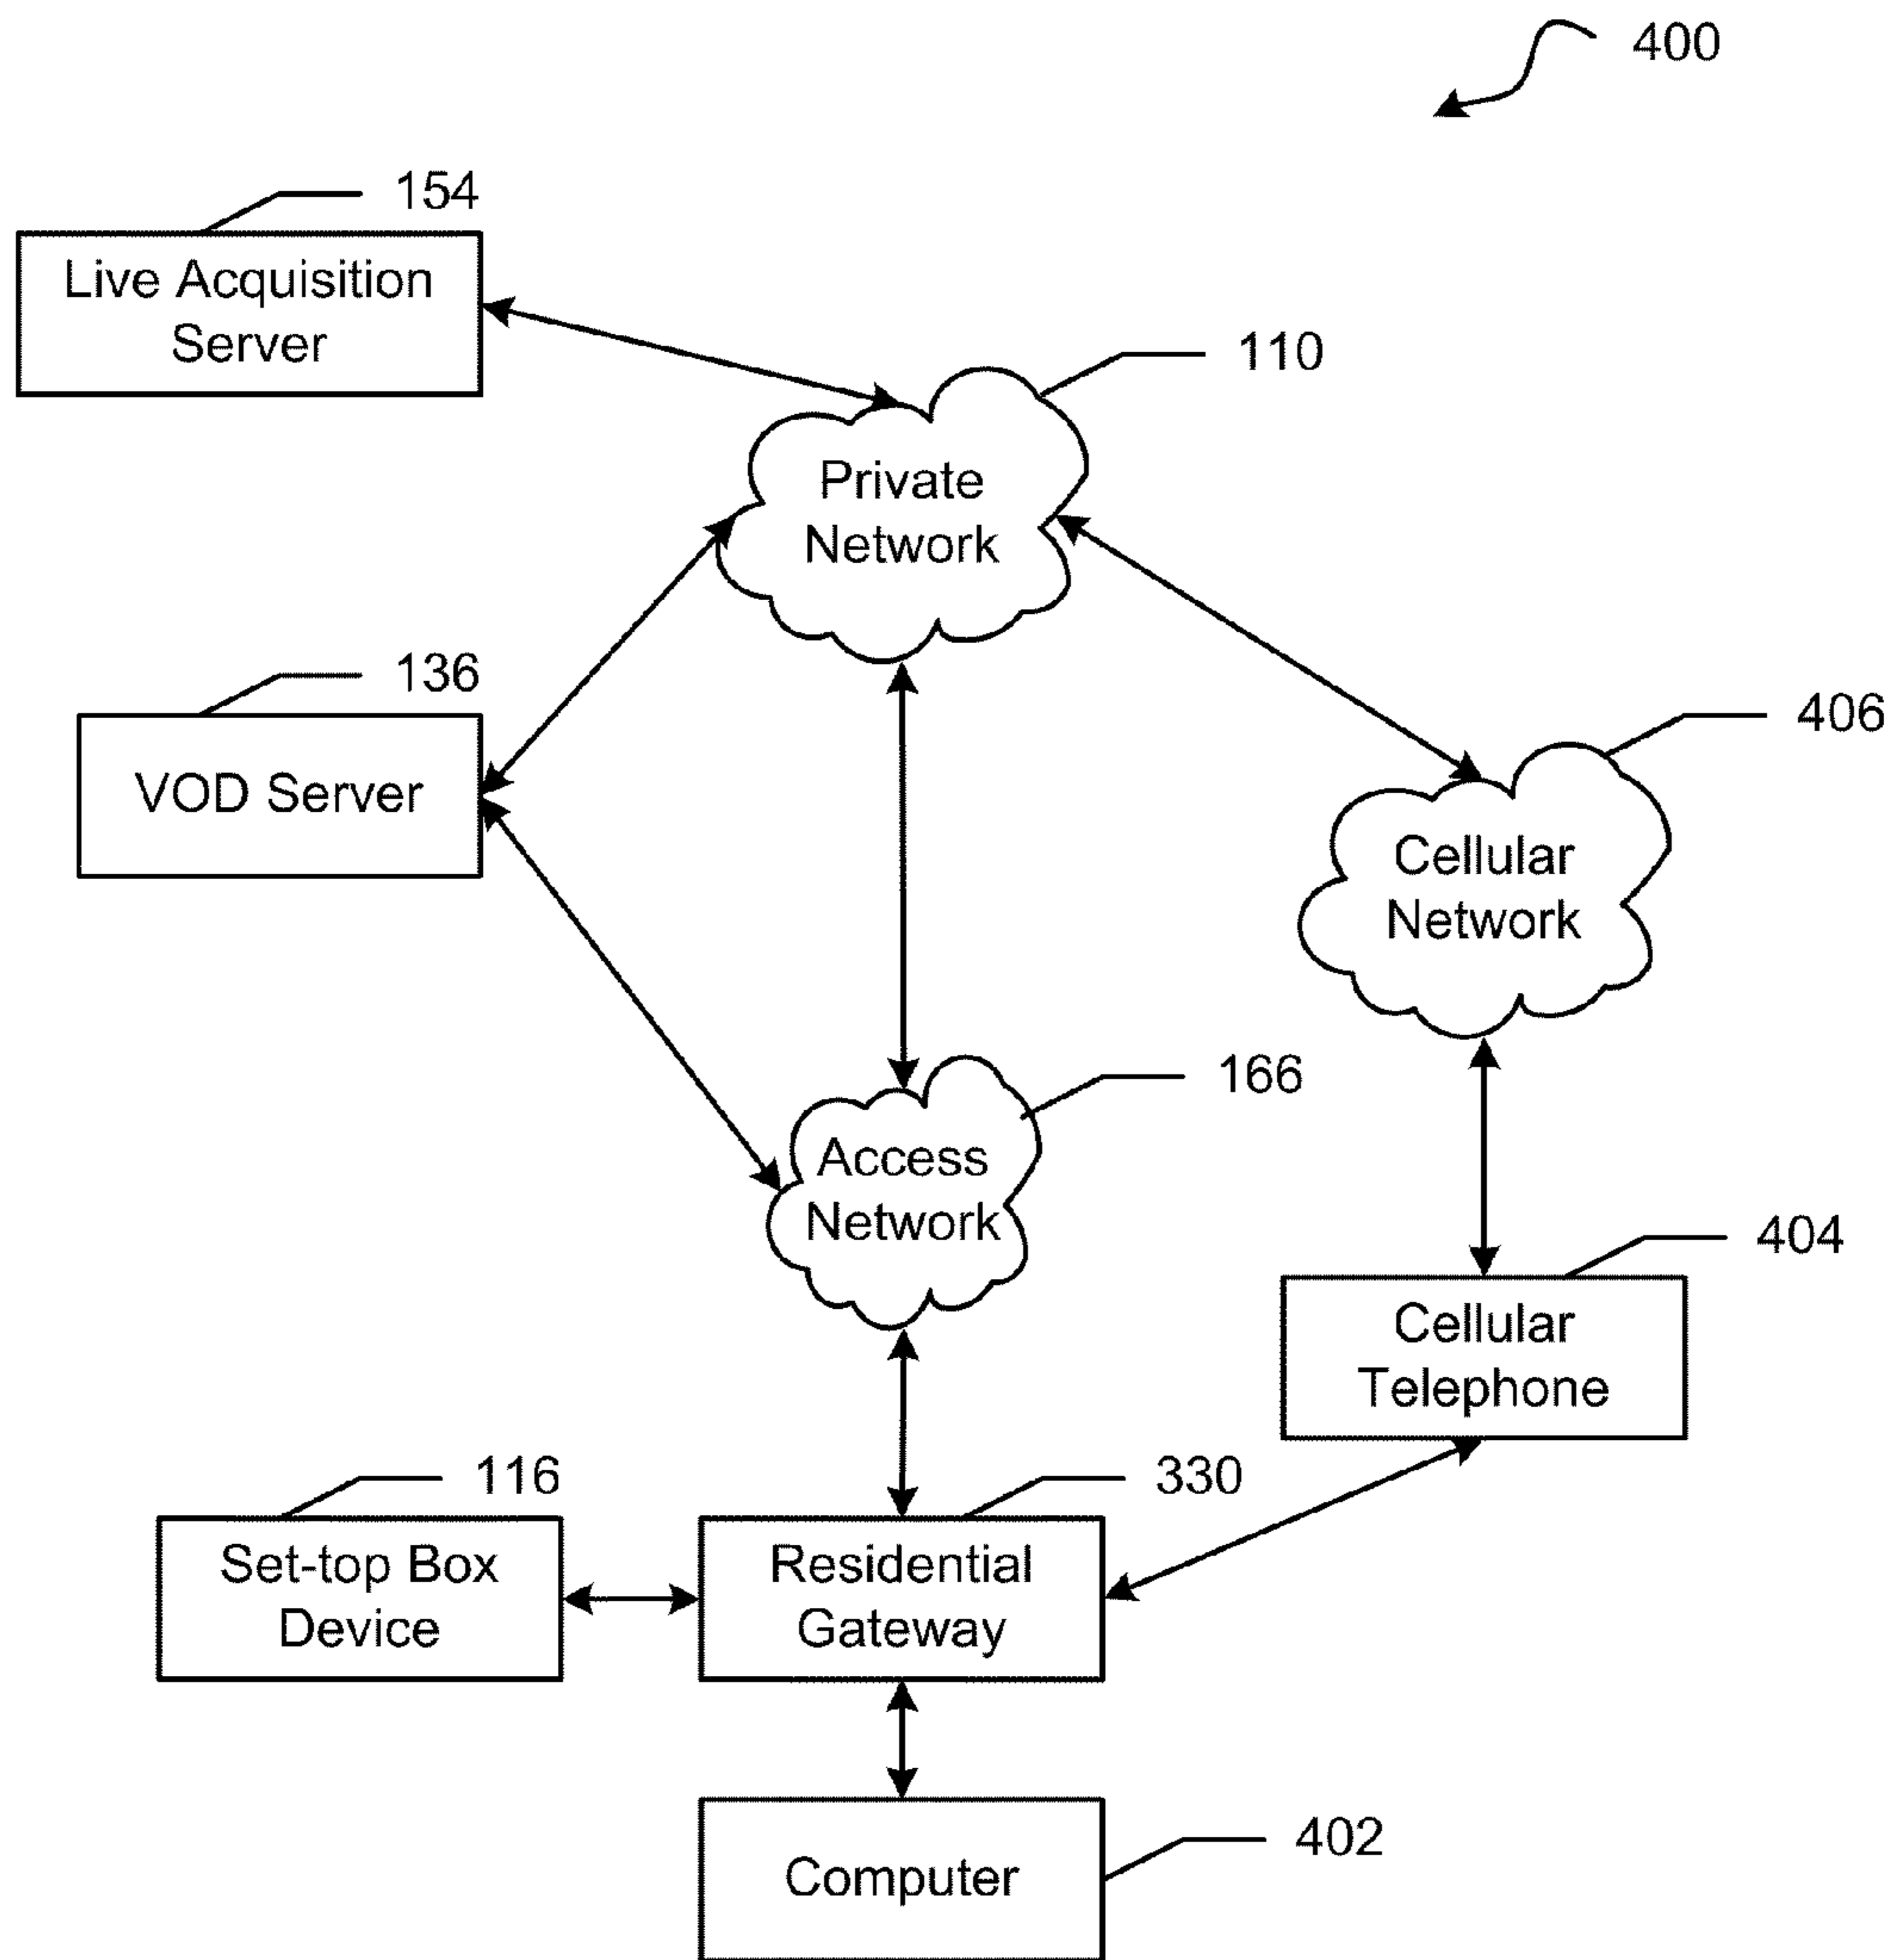 400
154
Live Acquisition
Server
110
Private
Network
136
VOD Server
406
Cellular
Network
166
Access
Network
404
Cellular
Telephone
116
Set-top Box
Device
330
Residential
Gateway
402
Computer